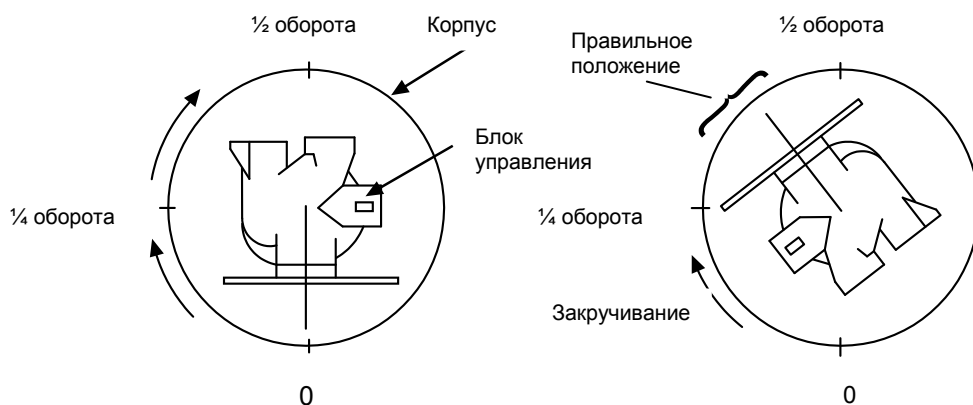 ½ оборота
Корпус
Блок
управления
¼ оборота
0
½ оборота
Правильное
положение
¼ оборота
Закручивание
0